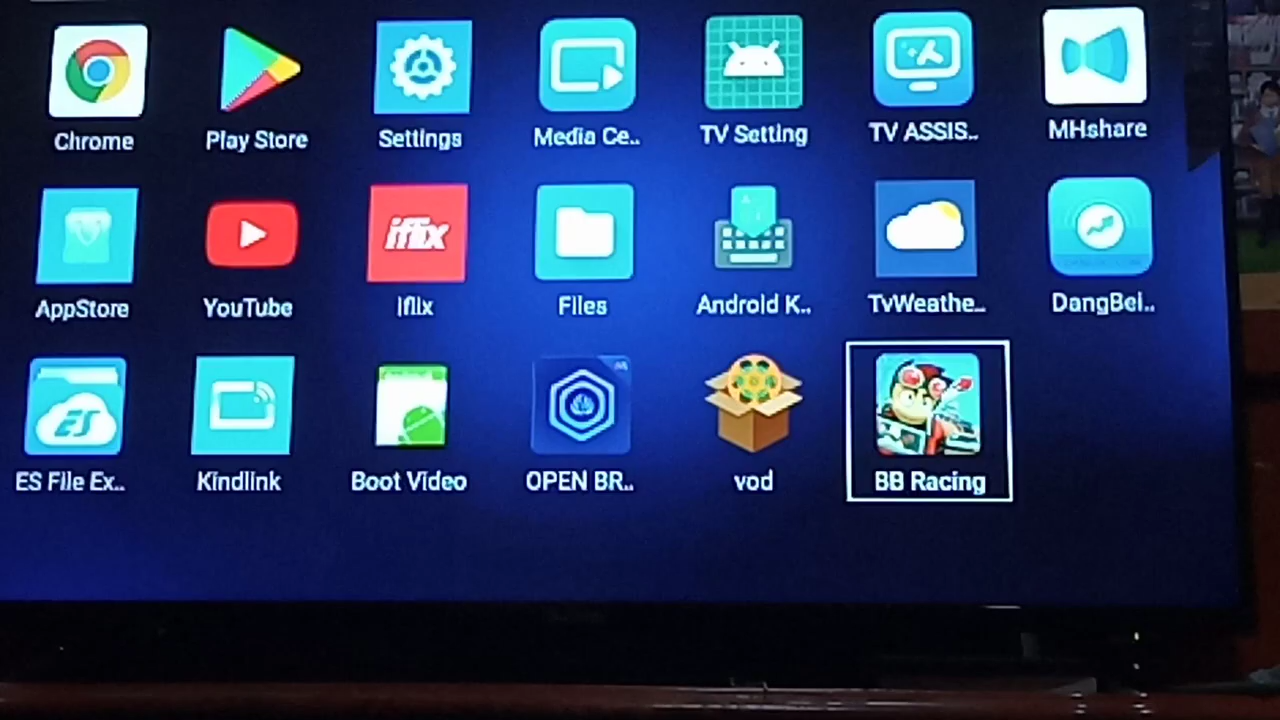 Chrome
Play Store
Settings
Media Ce..
TV Setting
TV ASSIS..
MHshare
AppStore
YouTube
iflix
iflix
Files
Android K..
TvWeathe..
DangBei..
ES
ES File Ex..
Kindlink
Boot Video
OPEN BR..
vod
BB Racing